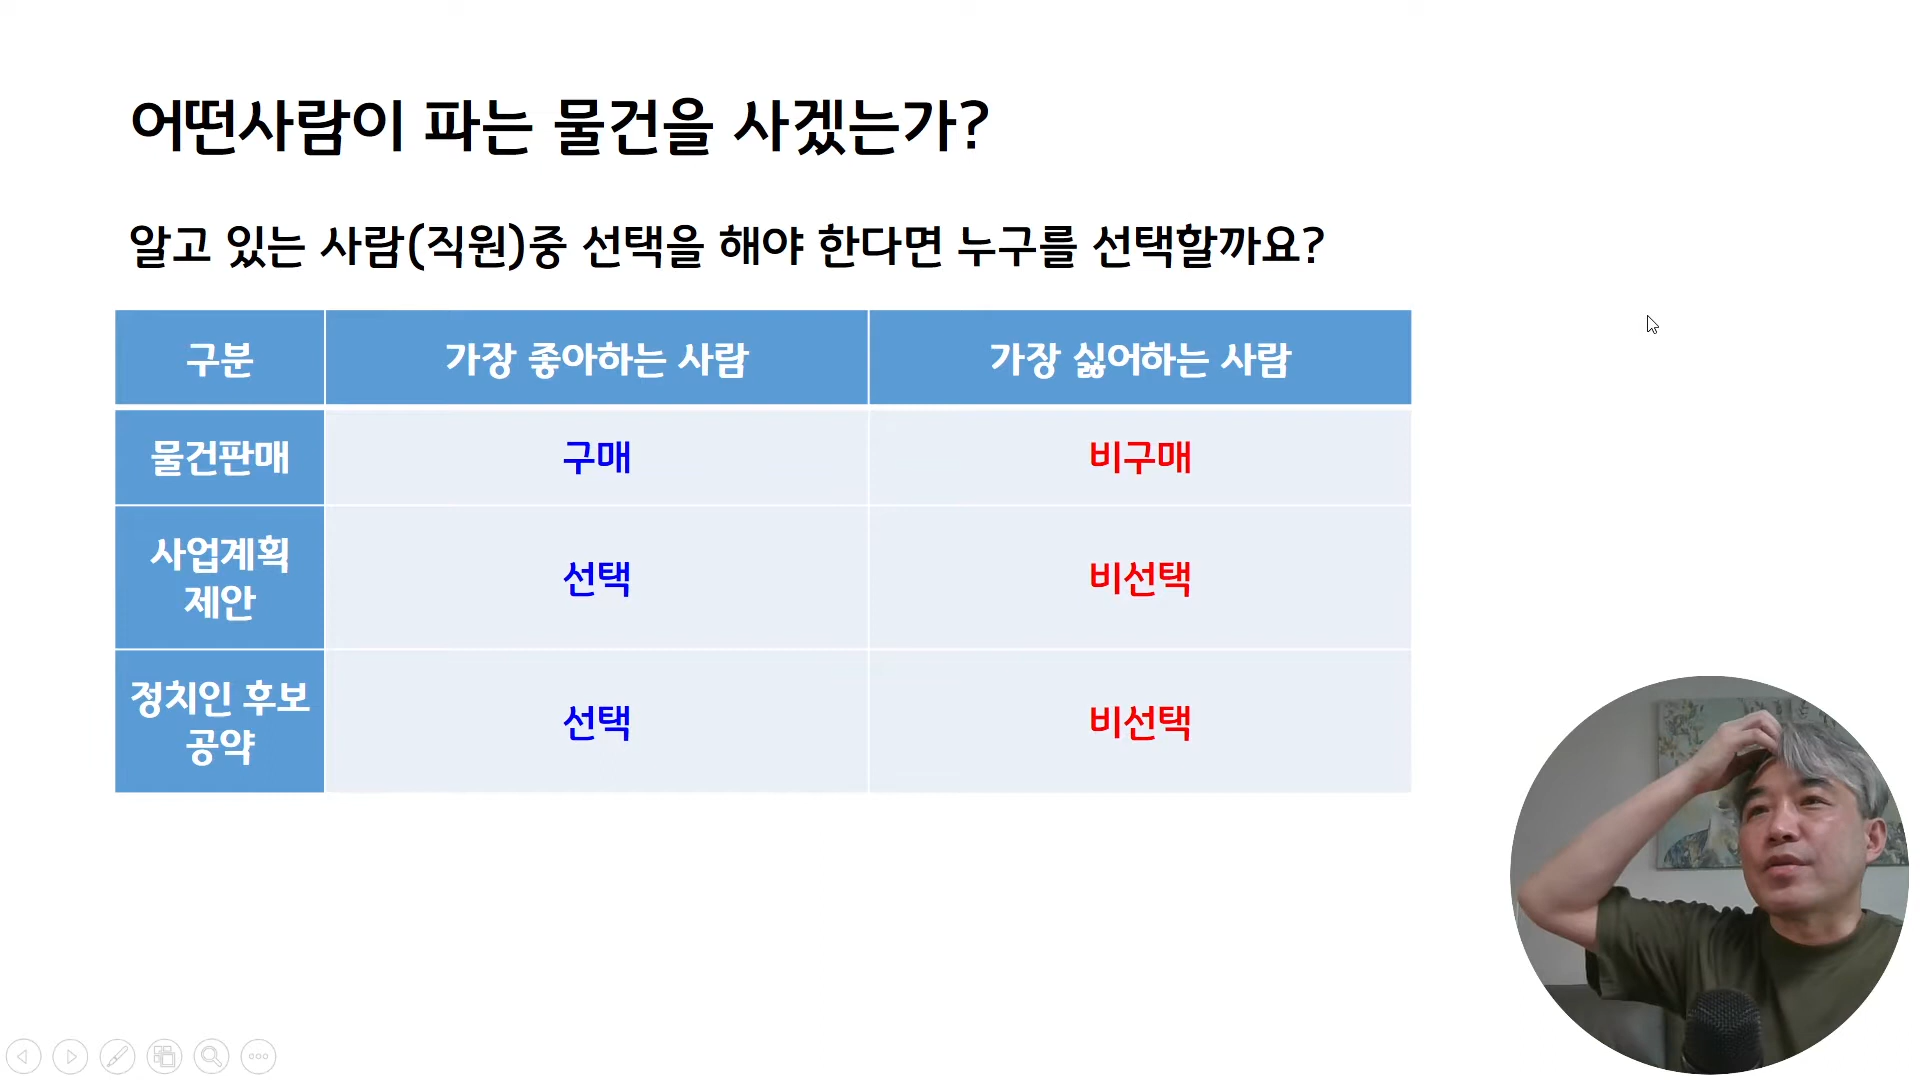 어떤사람이 파는 물건을 사겠는가?
알고 있는 사람(직원)중 선택을 해야 한다면 누구를 선택할까요?
구분 가장 좋아하는 사람 가장 싫어하는 사람
물건판매 구매 비구매
사업계획
제안 선택 비선택
정치인 후보
공약 선택 비선택